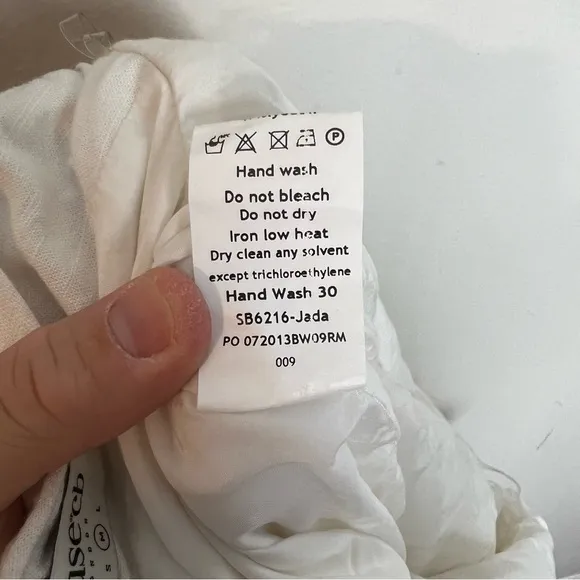 Hand wash
Do not bleach
Do not dry
Iron low heat
Dry clean any solvent
except trichloroethylene
Hand Wash 30
SB6216-Jada
PO 072013BW09RM
009
P
M